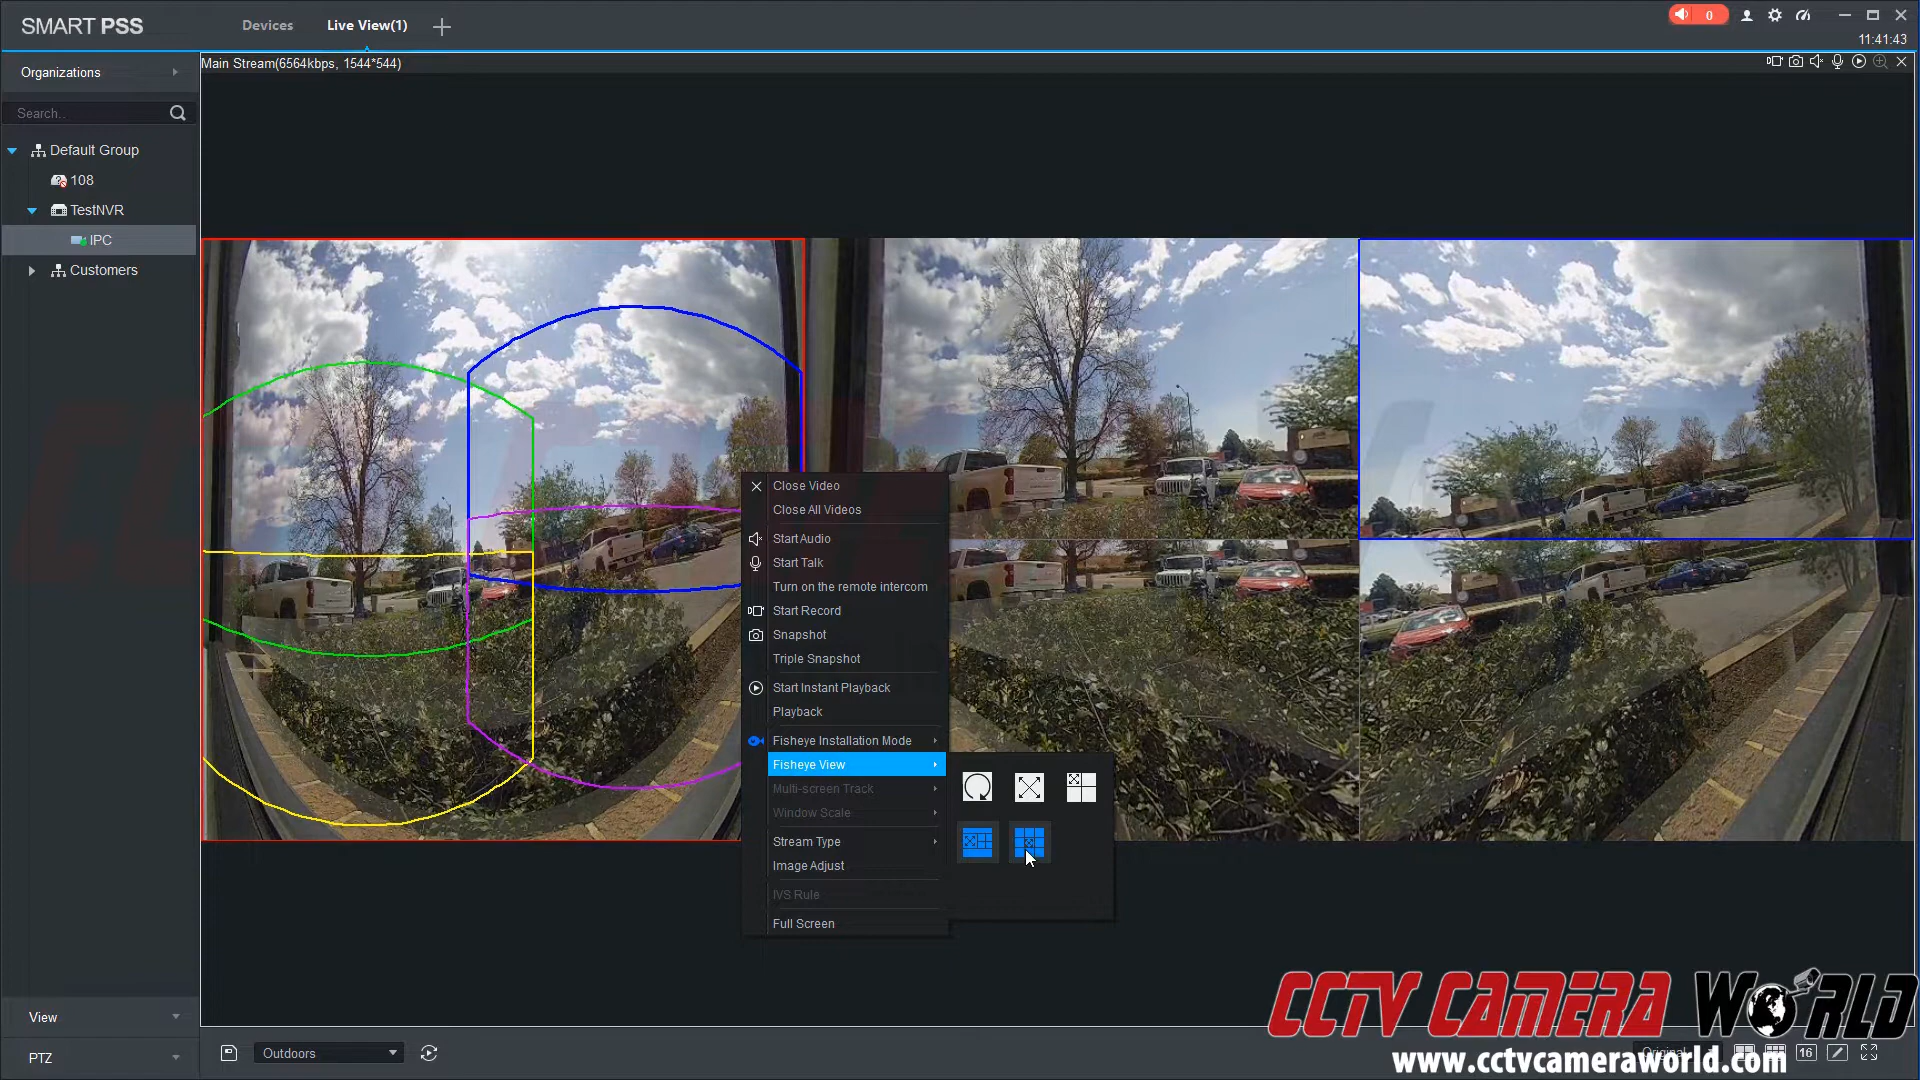 SMART PSS
Devices
Live View(1)
0
11:41:43
Organizations
Main Stream(6564kbps, 1544*544)
Search..
Default Group
108
TestNVR
IPC
Customers
Close Video
Close All Videos
Start Audio
Start Talk
Turn on the remote intercom
Start Record
Snapshot
Triple Snapshot
Start Instant Playback
Playback
Fisheye Installation Mode
Fisheye View
Multi-screen Track
Window Scale
Stream Type
Image Adjust
IVS Rule
Full Screen
View
PTZ
Outdoors
Original
16
CCTV CAMERA WORLD
www.cctvcameraworld.com